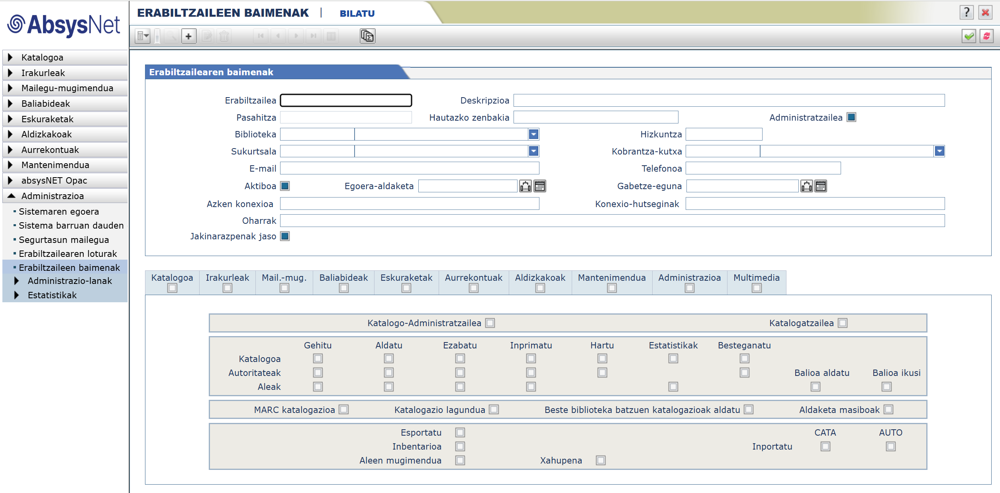 ERABILTZAILEEN BAIMENAK | BILATU
AbsysNet
Katalogoa
Irakurleak
Mailegu-mugimendua
Baliabideak
Eskuraketak
Aldizkakoak
Aurrekontuak
Mantenimendua
absysNET Opac
Administrazioa
Sistemaren egoera
Sistema barruan dauden
Segurtasun mailegua
Erabiltzailearen loturak
Erabiltzaileen baimenak
Administrazio-lanak
Estatistikak
Erabiltzailearen baimenak
Erabiltzailea Deskripzioa
Pasahitza Hautazko zenbakia Administratzailea
Biblioteka Hizkuntza
Sukurtsala Kobrantza-kutxa
E-mail Telefonoa
Aktiboa Egoera-aldaketa Gabetze-eguna
Azken konexioa Konexio-hutseginak
Oharrak
Jakinarazpenak jaso
Katalogoa Irakurleak Mail.-mug. Baliabideak Eskuraketak Aurrekontuak Aldizkakoak Mantenimendua Administrazioa Multimedia
Katalogo-Administratzailea Katalogatzailea
Gehitu Aldatu Ezabatu Inprimatu Hartu Estatistikak Besteganatu
Katalogoa
Autoritateak Balioa aldatu Balioa ikusi
Aleak
MARC katalogazioa Katalogazio lagundua Beste biblioteka batzuen katalogazioak aldatu Aldaketa masiboak
Esportatu CATA AUTO
Inbentarioa Inportatu
Aleen mugimendua Xahupena